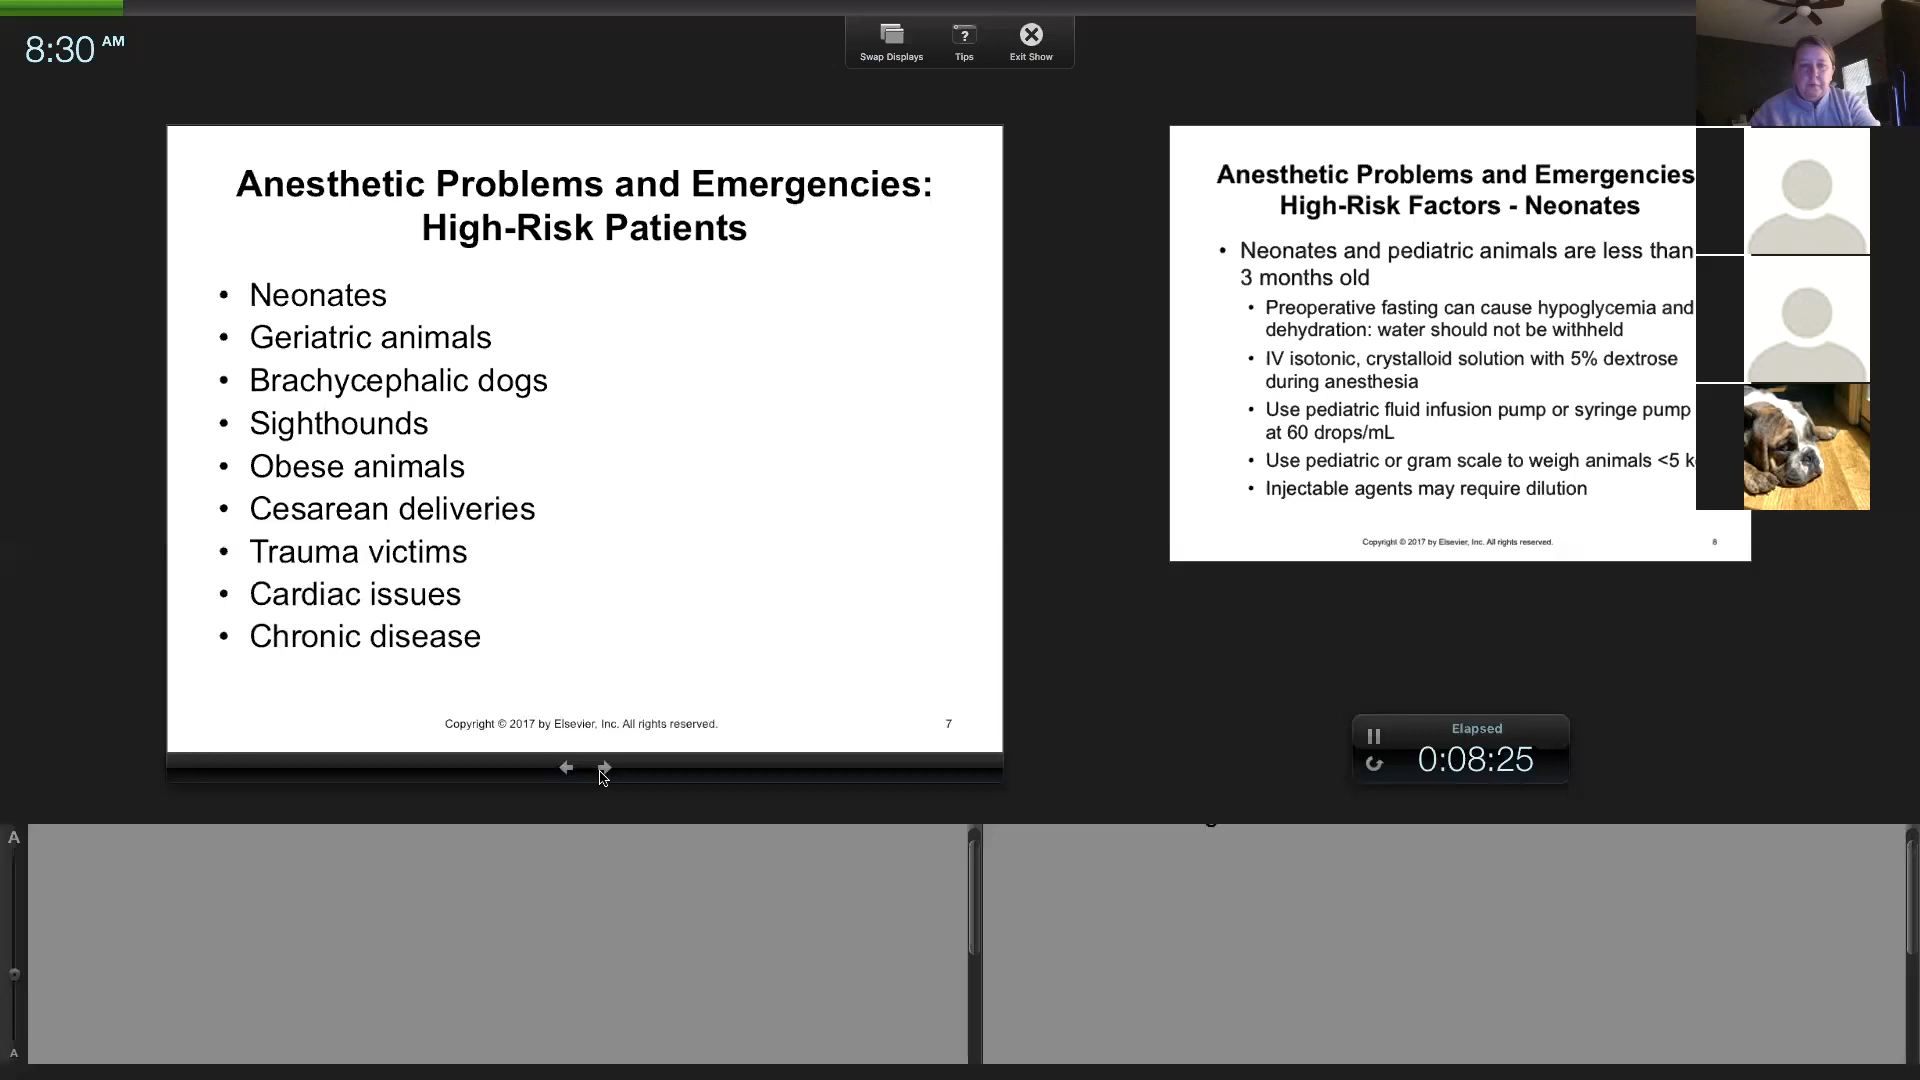 8:30 AM
Swap Displays
Tips
Exit Show
Anesthetic Problems and Emergencies:
High-Risk Patients
• Neonates
• Geriatric animals
• Brachycephalic dogs
• Sighthounds
• Obese animals
• Cesarean deliveries
• Trauma victims
• Cardiac issues
• Chronic disease
Copyright © 2017 by Elsevier, Inc. All rights reserved.
7
Anesthetic Problems and Emergencies
High-Risk Factors - Neonates
• Neonates and pediatric animals are less than
3 months old
• Preoperative fasting can cause hypoglycemia and
dehydration: water should not be withheld
• IV isotonic, crystalloid solution with 5% dextrose
during anesthesia
• Use pediatric fluid infusion pump or syringe pump
at 60 drops/mL
• Use pediatric or gram scale to weigh animals <5
• Injectable agents may require dilution
Copyright © 2017 by Elsevier, Inc. All rights reserved.
8
Elapsed
0:08:25
A
A